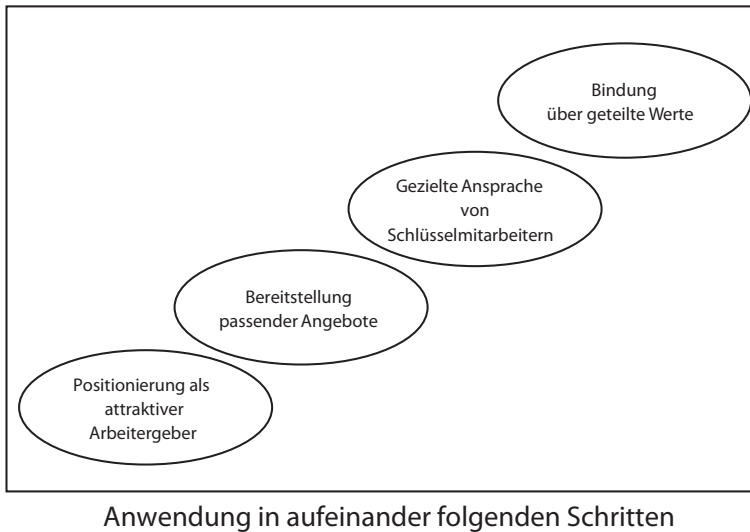 Bindung
über geteilte Werte
Gezielte Ansprache
von
Schlüsselmitarbeitern
Bereitstellung
passender Angebote
Positionierung als
attraktiver
Arbeitergeber
Anwendung in aufeinander folgenden Schritten